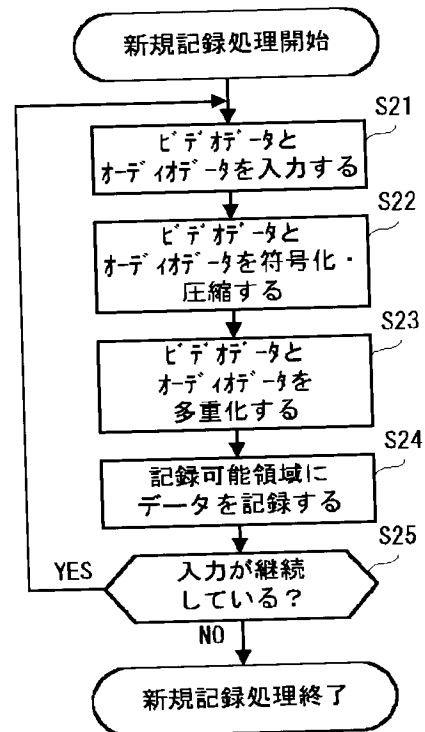 新規記録処理開始
S21
ビデオデータと
オーディオデータを入力する
S22
ビデオデータと
オーディオデータを符号化・
圧縮する
S23
ビデオデータと
オーディオデータを
多重化する
S24
記録可能領域に
データを記録する
S25
入力が継続
している?
YES
NO
新規記録処理終了